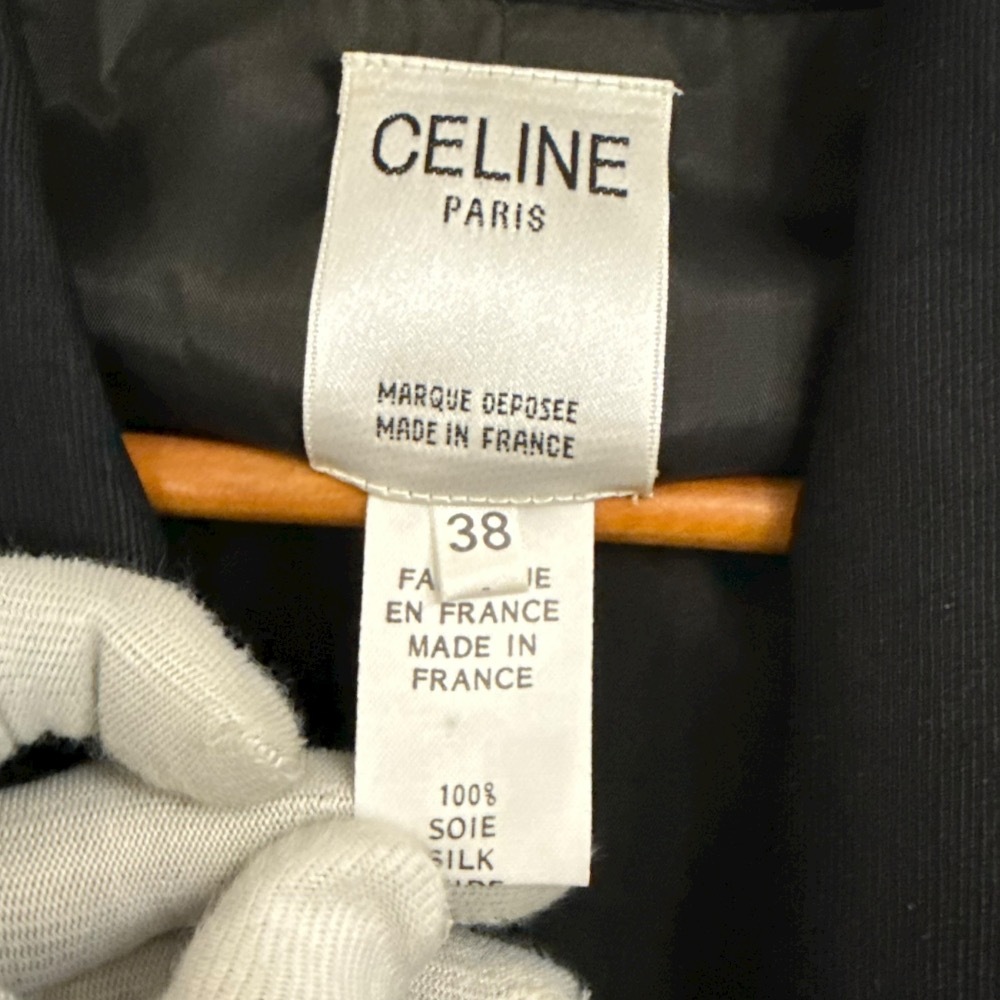 CELINE
PARIS
MARQUE DEPOSEE
MADE IN FRANCE
38
EN FRANCE
MADE IN
FRANCE
100%
SOIE
SILK